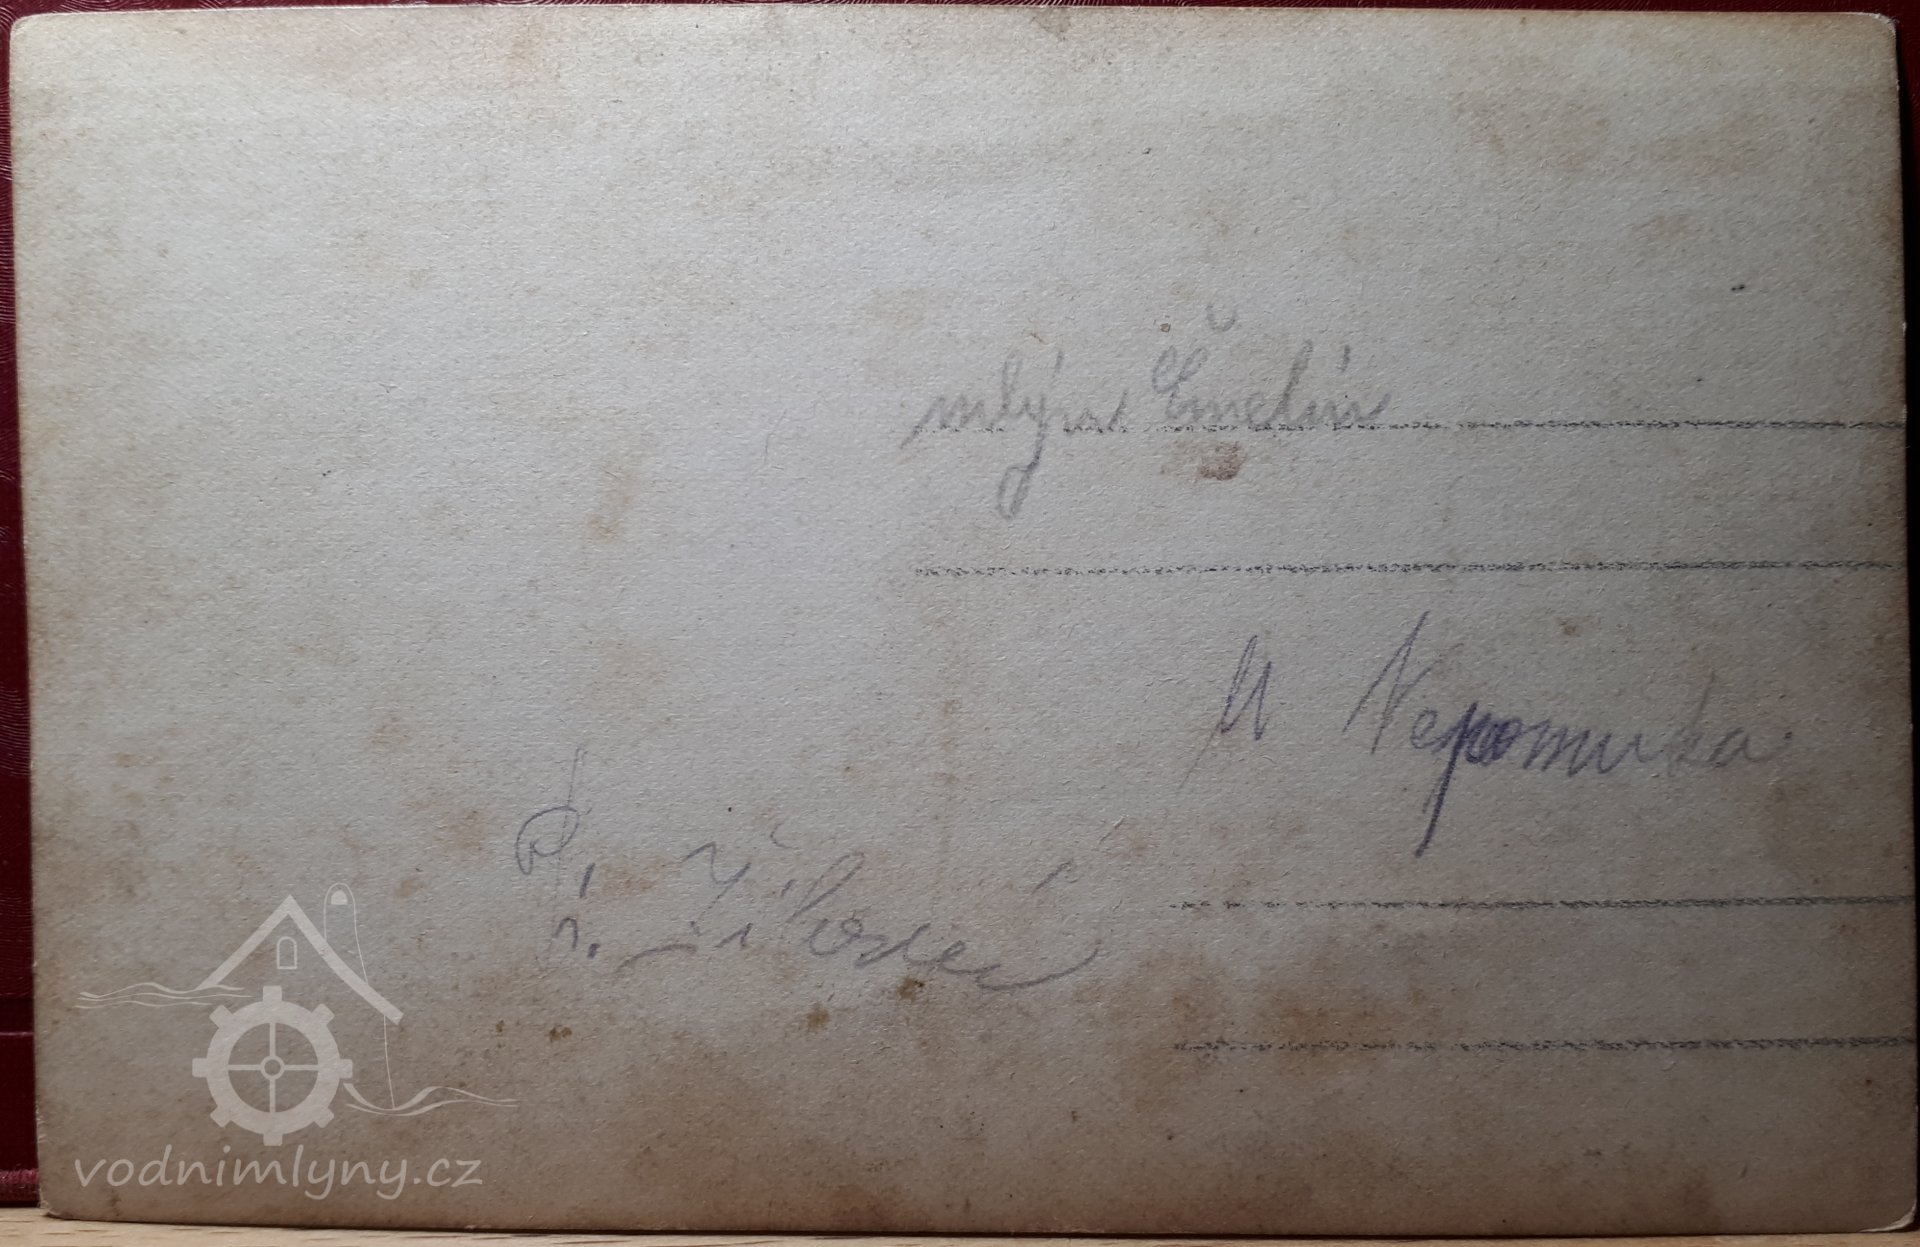 mlýn Čmelín
U Nepomuka
vodnimlyny.cz